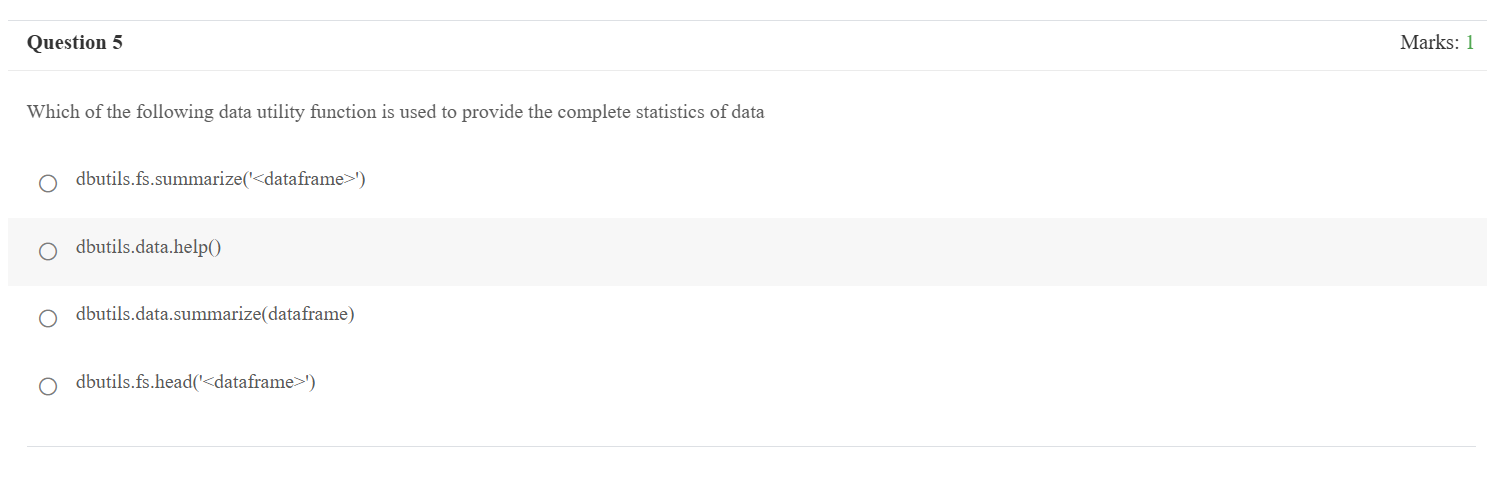 Question 5
Marks: 1
Which of the following data utility function is used to provide the complete statistics of data
dbutils.fs.summarize('<dataframe>')
dbutils.data.help()
dbutils.data.summarize(dataframe)
dbutils.fs.head('<dataframe>')